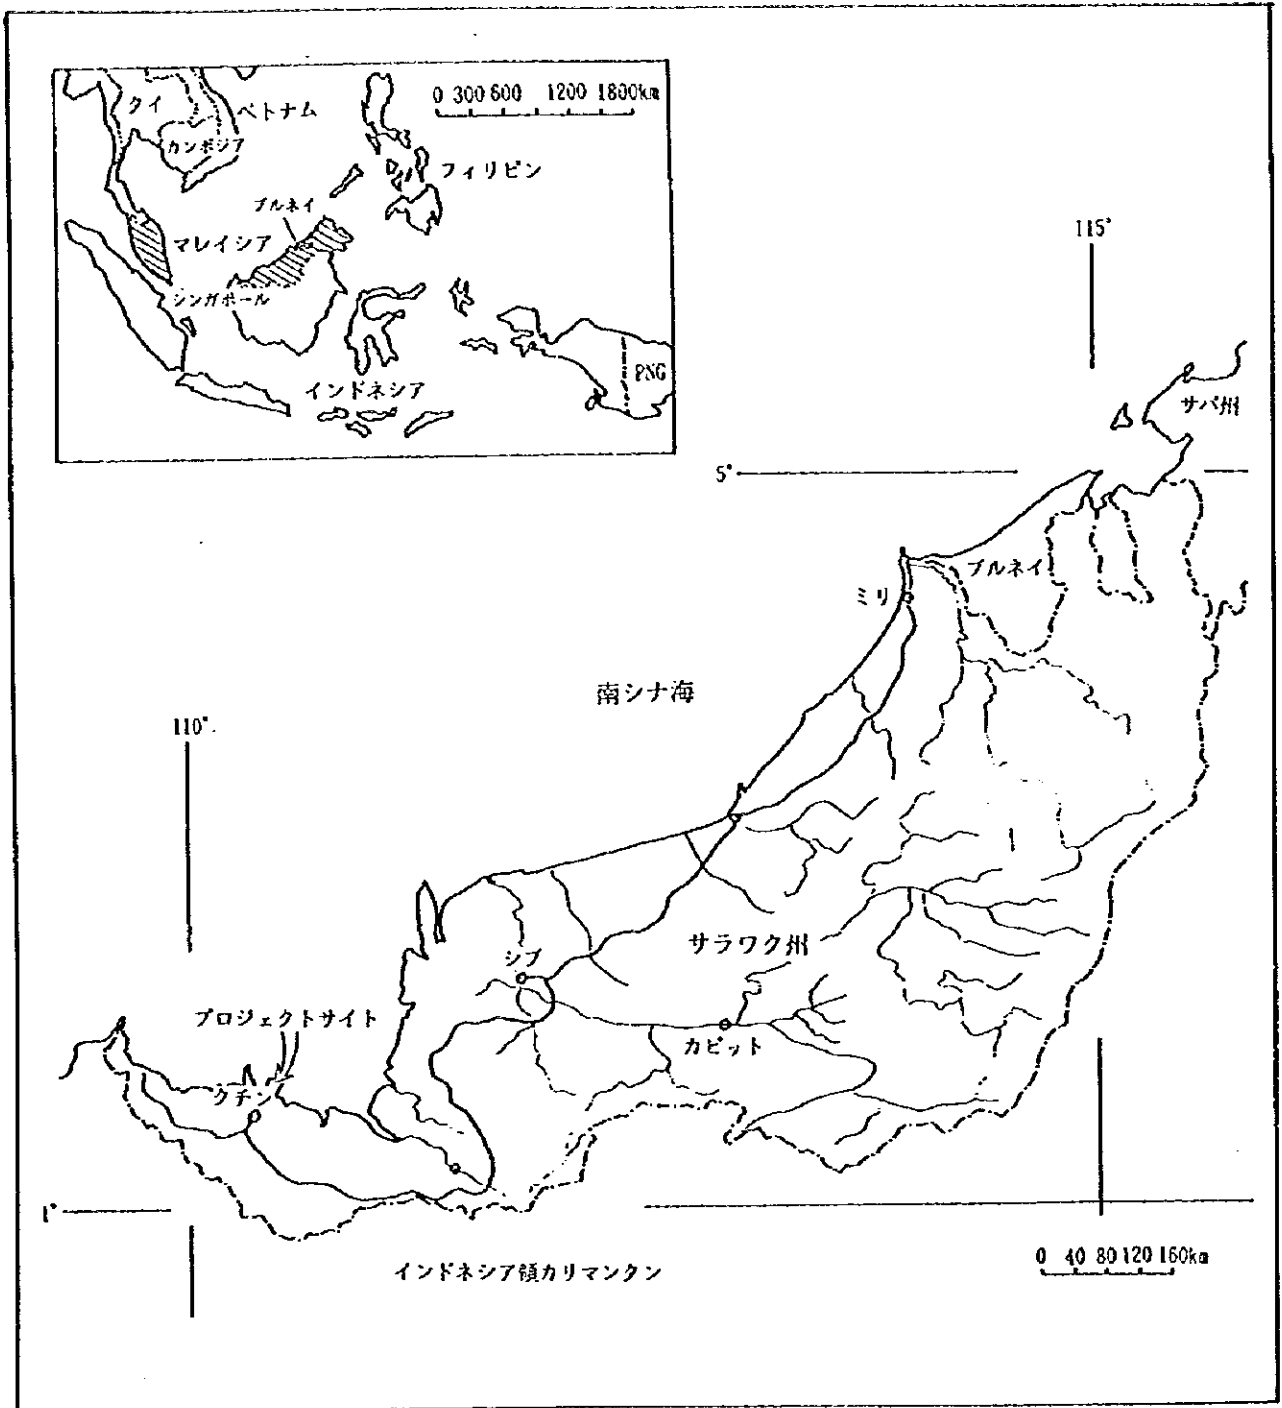 0 300 600 1200 1800km
タイ
ベトナム
カンボジア
フィリピン
ブルネイ
マレイシア
シンガポール
インドネシア
PNG
115°
サバ州
5°
ブルネイ
ミリ
南シナ海
110°
サラワク州
シブ
プロジェクトサイト
カピット
クチン
1°
0 40 80 120 160km
インドネシア領カリマンタン